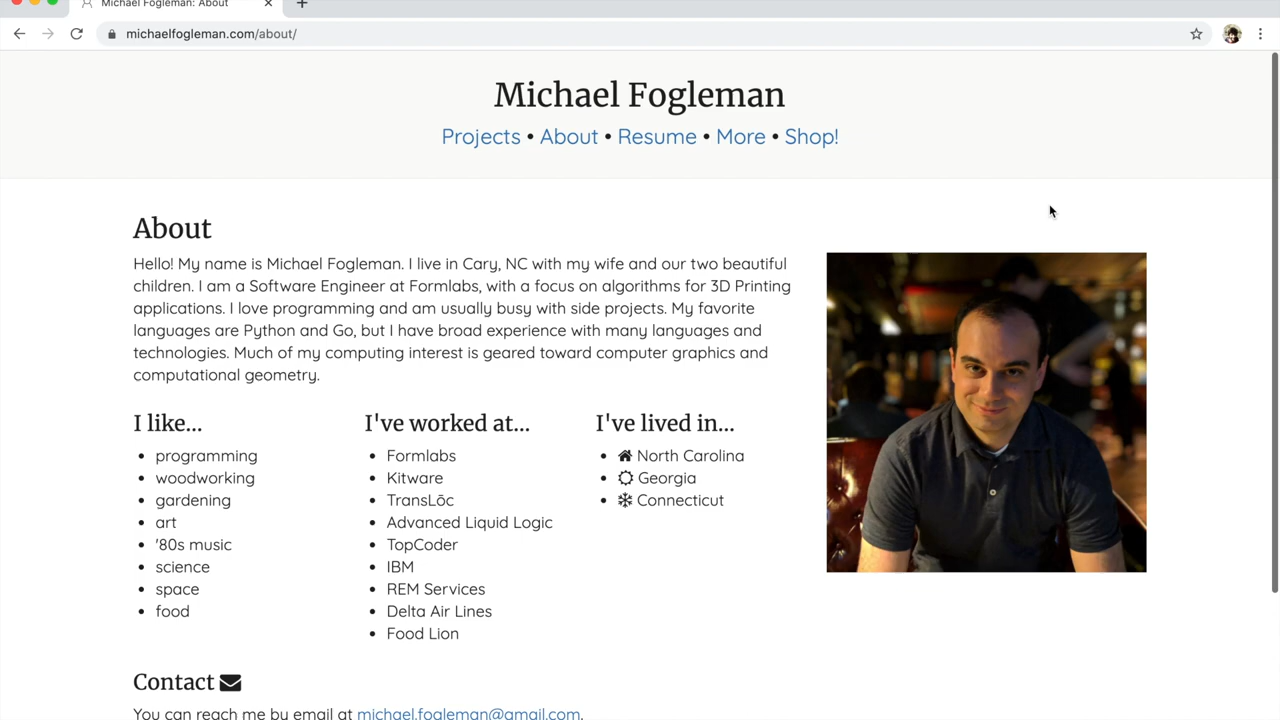 Michael Fogleman: About
michaelfogleman.com/about/
Michael Fogleman
Projects • About • Resume • More • Shop!
About
Hello! My name is Michael Fogleman. I live in Cary, NC with my wife and our two beautiful
children. I am a Software Engineer at Formlabs, with a focus on algorithms for 3D Printing
applications. I love programming and am usually busy with side projects. My favorite
languages are Python and Go, but I have broad experience with many languages and
technologies. Much of my computing interest is geared toward computer graphics and
computational geometry.
I like...
• programming
• woodworking
• gardening
• art
• '80s music
• science
• space
• food
I've worked at...
• Formlabs
• Kitware
• TransLōc
• Advanced Liquid Logic
• TopCoder
• IBM
• REM Services
• Delta Air Lines
• Food Lion
I've lived in...
• North Carolina
• Georgia
• Connecticut
Contact
You can reach me by email at michael.fogleman@gmail.com.